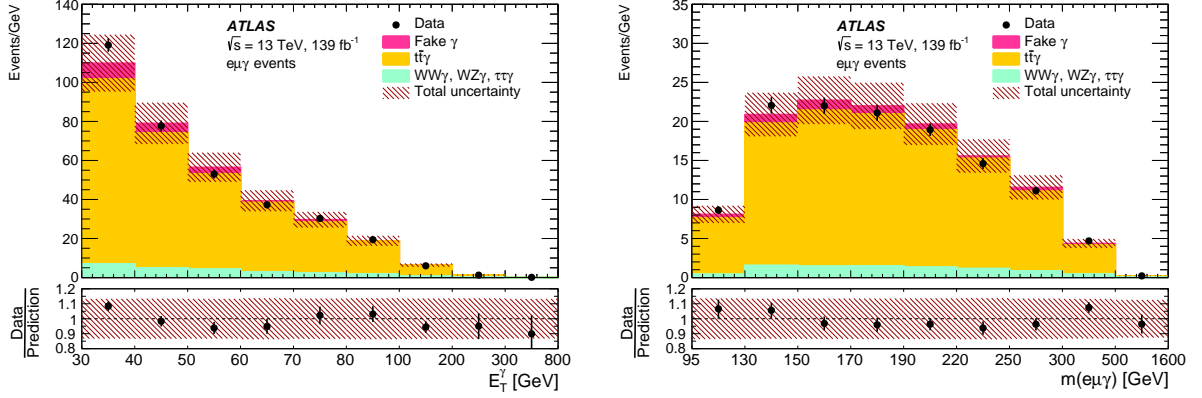 Events/GeV
140
120
100
80
60
40
20
0
ATLAS
√s = 13 TeV, 139 fb⁻¹
eμγ events
Data
Fake γ
tt̄γ
WWγ, WZγ, ττγ
Total uncertainty
Data
Prediction
1.2
1.1
1
0.9
0.8
30 40 50 60 70 80 100 200 300 800
E_T^γ [GeV]
Events/GeV
35
30
25
20
15
10
5
0
ATLAS
√s = 13 TeV, 139 fb⁻¹
eμγ events
Data
Fake γ
tt̄γ
WWγ, WZγ, ττγ
Total uncertainty
Data
Prediction
1.2
1.1
1
0.9
0.8
95 130 150 170 190 220 250 300 500 1600
m(eμγ) [GeV]